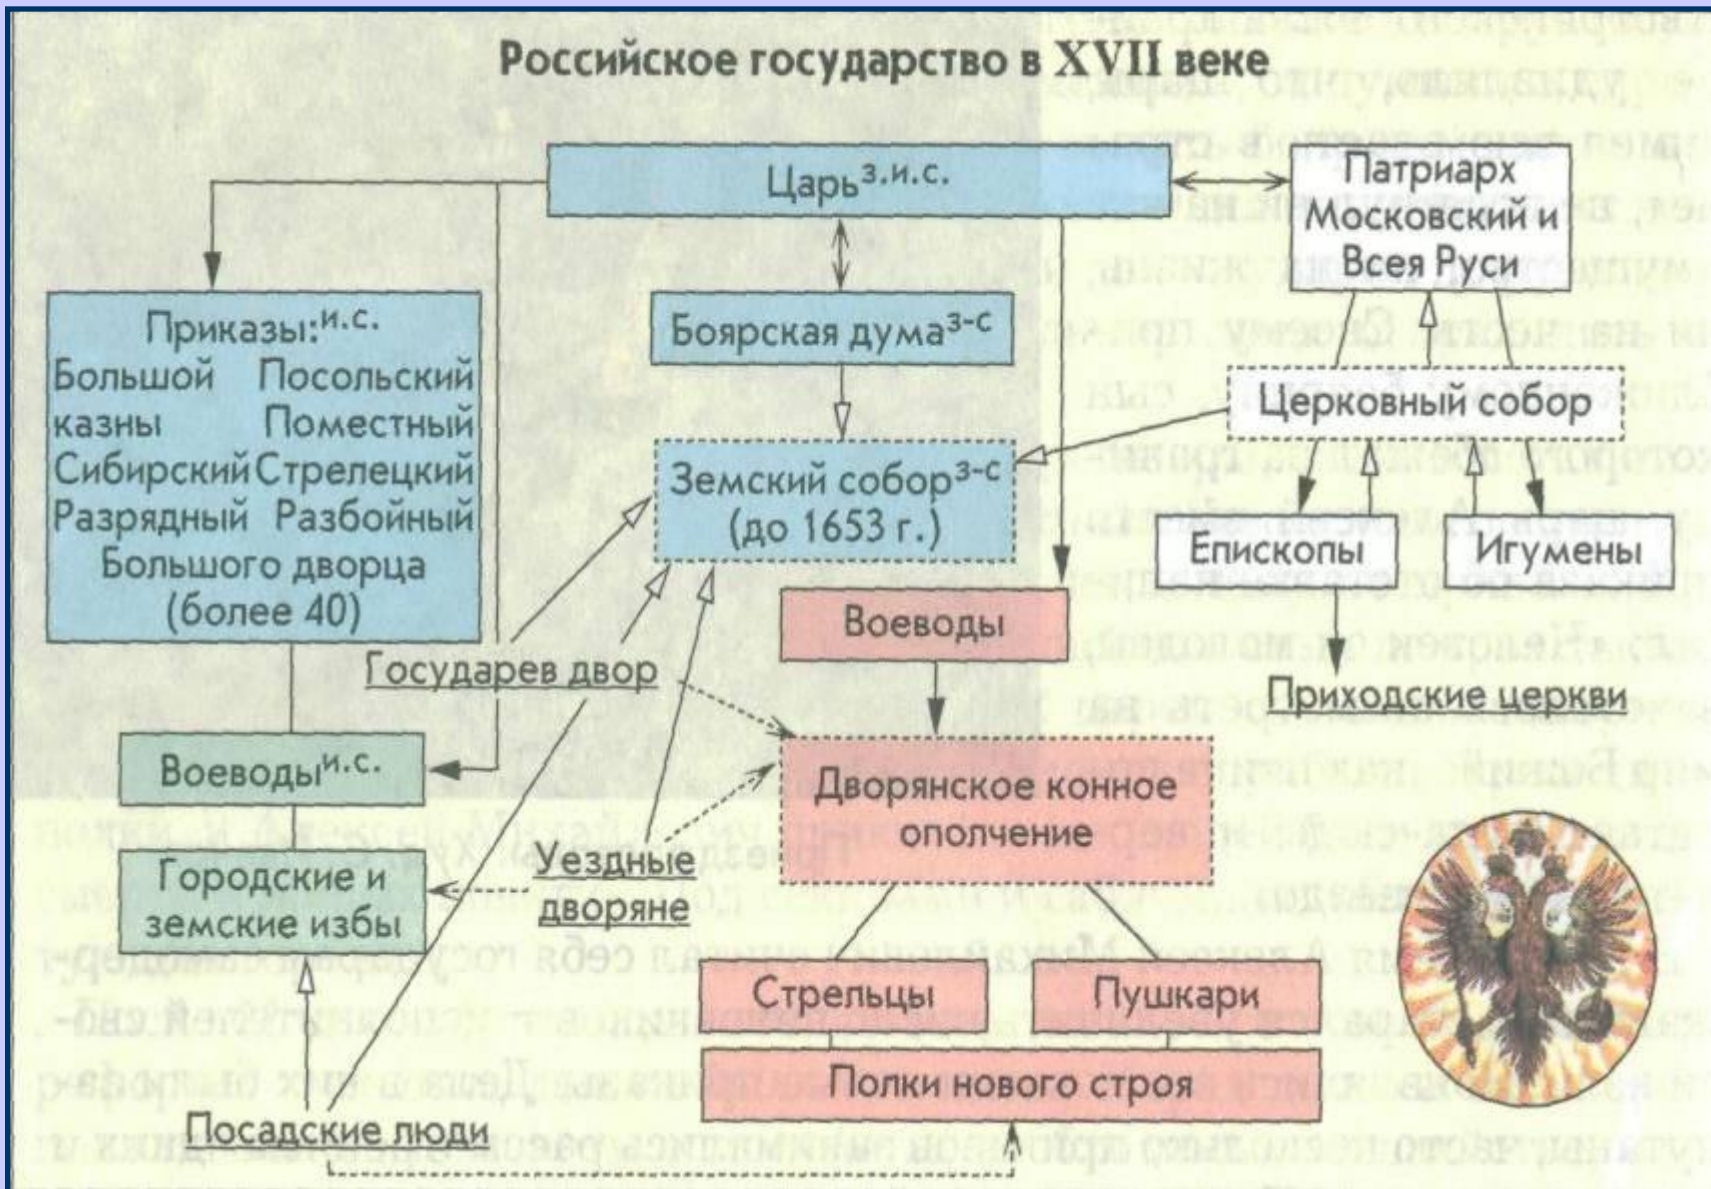 Российское государство в XVII веке
Царь з.и.с.
Патриарх
Московский и
Всея Руси
Приказы: и.с.
Большой Посольский
казны Поместный
Сибирский Стрелецкий
Разрядный Разбойный
Большого дворца
(более 40)
Боярская дума з-с
Церковный собор
Земский собор з-с
(до 1653 г.)
Епископы
Игумены
Воеводы
Государев двор
Приходские церкви
Воеводы и.с.
Дворянское конное
ополчение
Уездные
дворяне
Городские и
земские избы
Стрельцы
Пушкари
Полки нового строя
Посадские люди